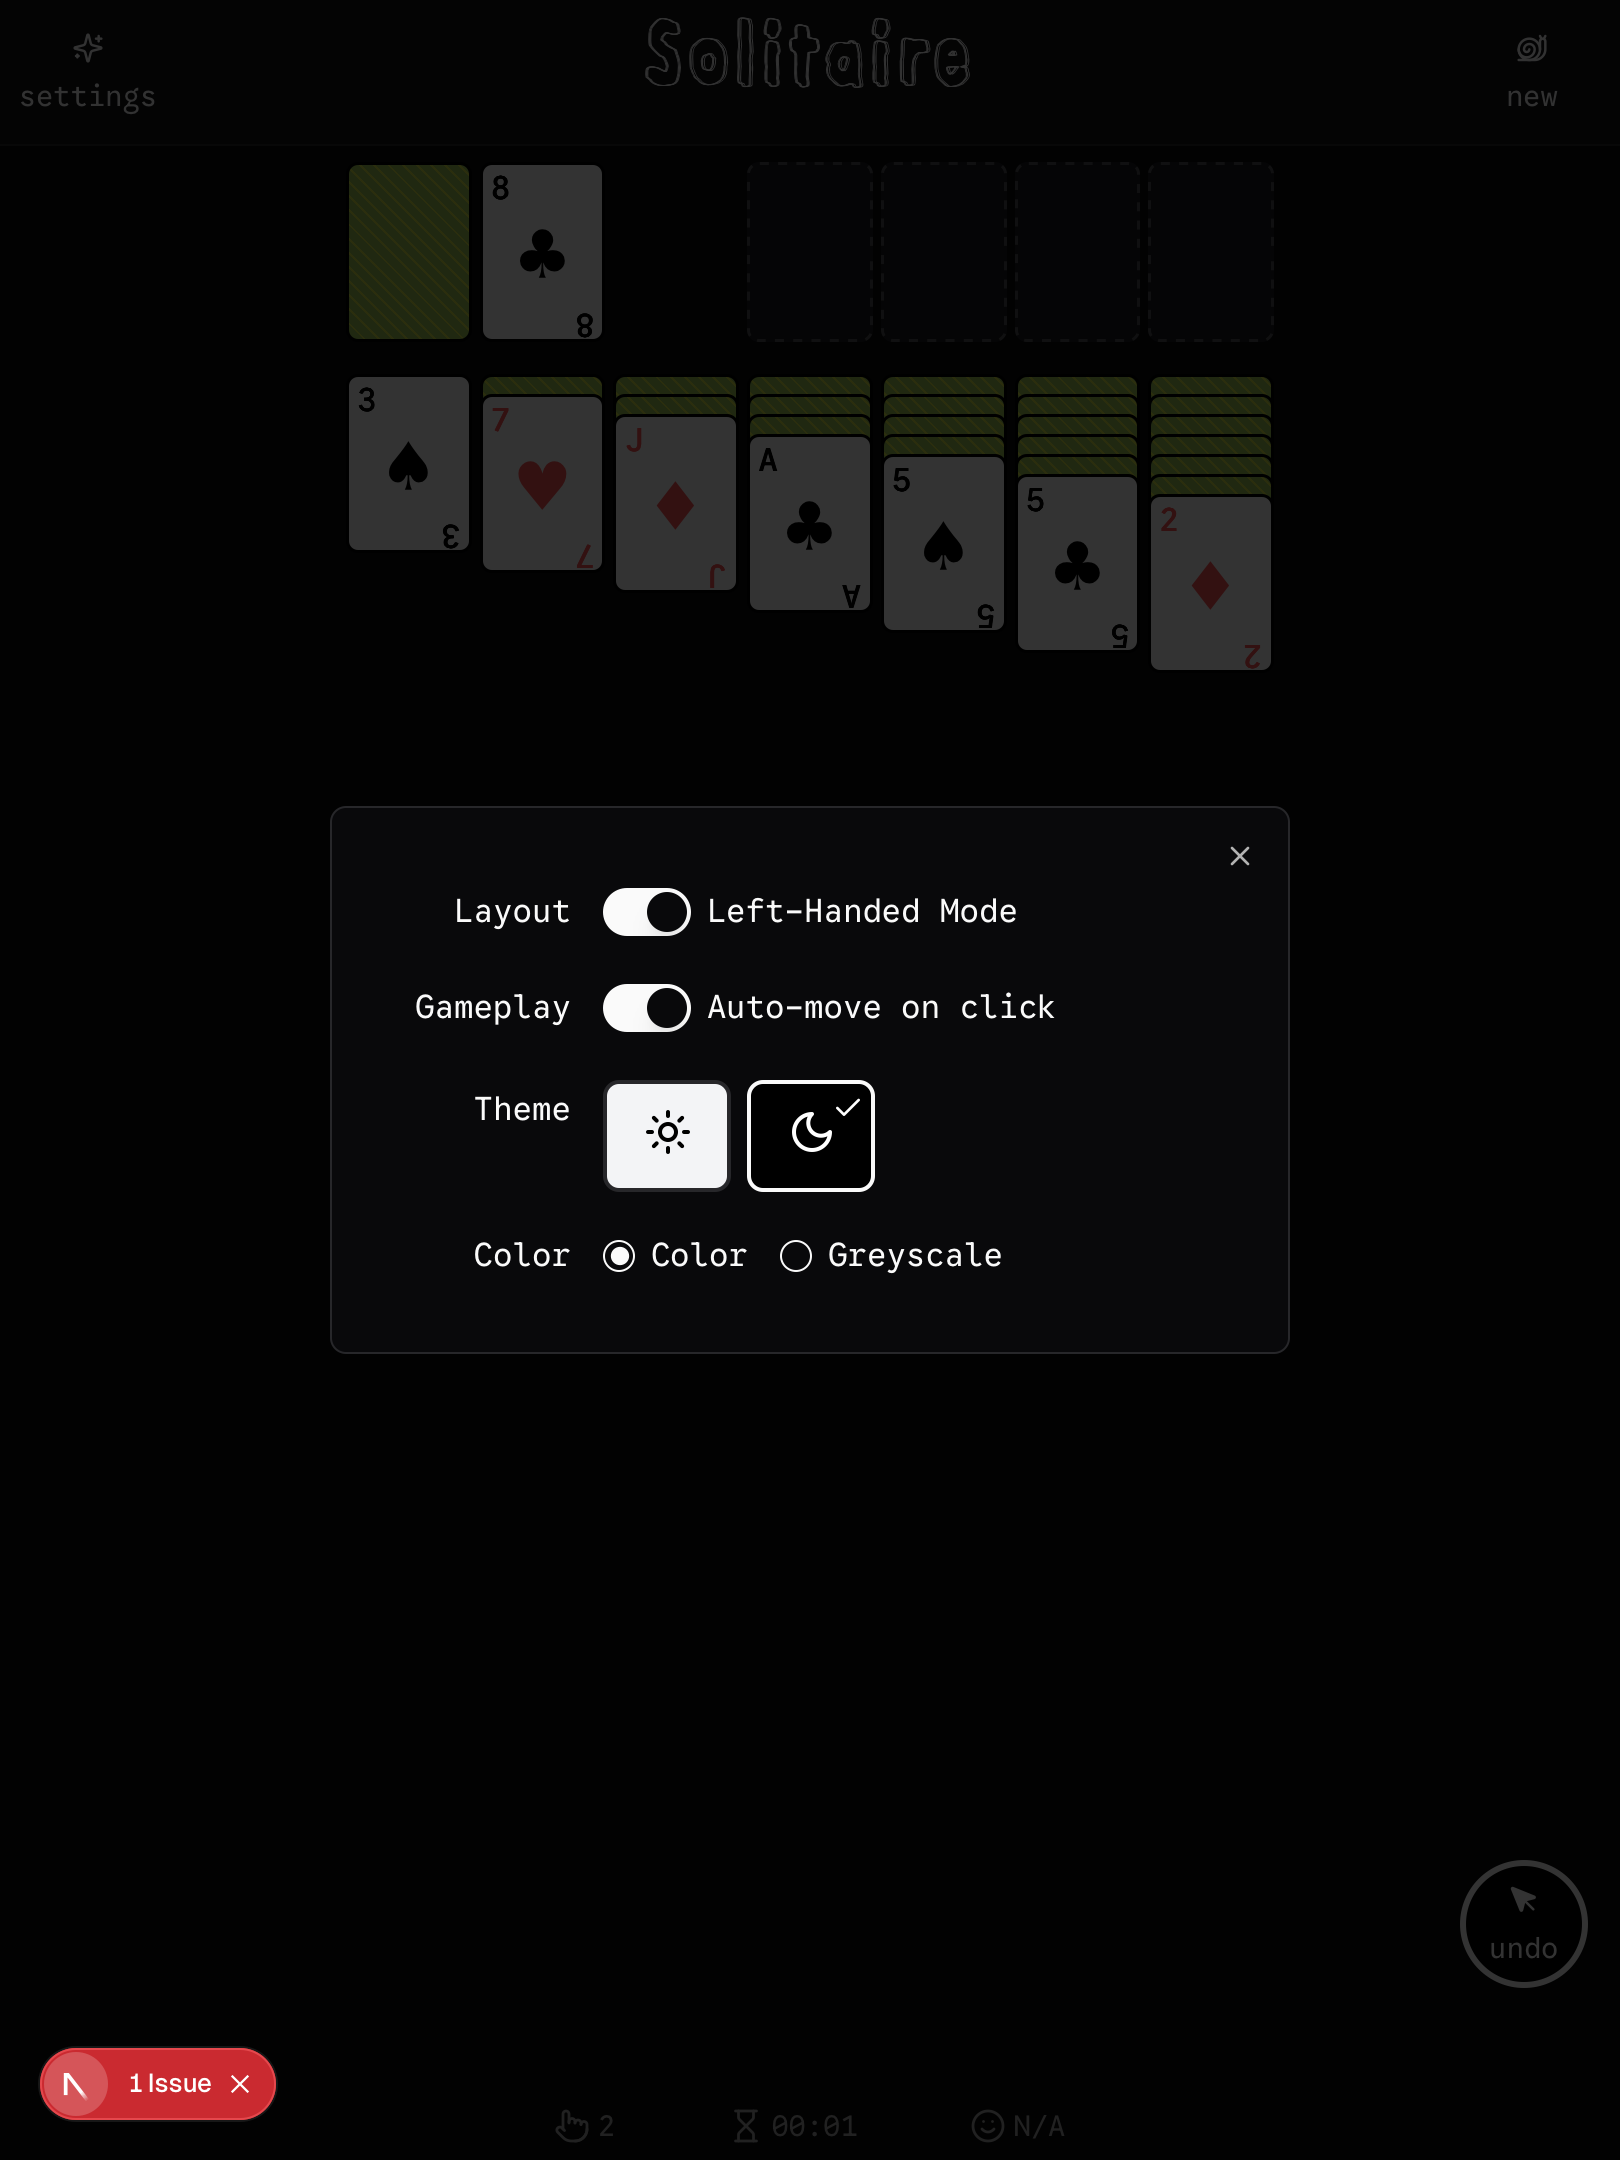 Solitaire
settings
new
8
8
3
3
7
7
J
J
A
A
5
5
5
5
2
2
Layout Left-Handed Mode
Gameplay Auto-move on click
Theme
Color Color Greyscale
undo
N 1 Issue
2 00:01 N/A